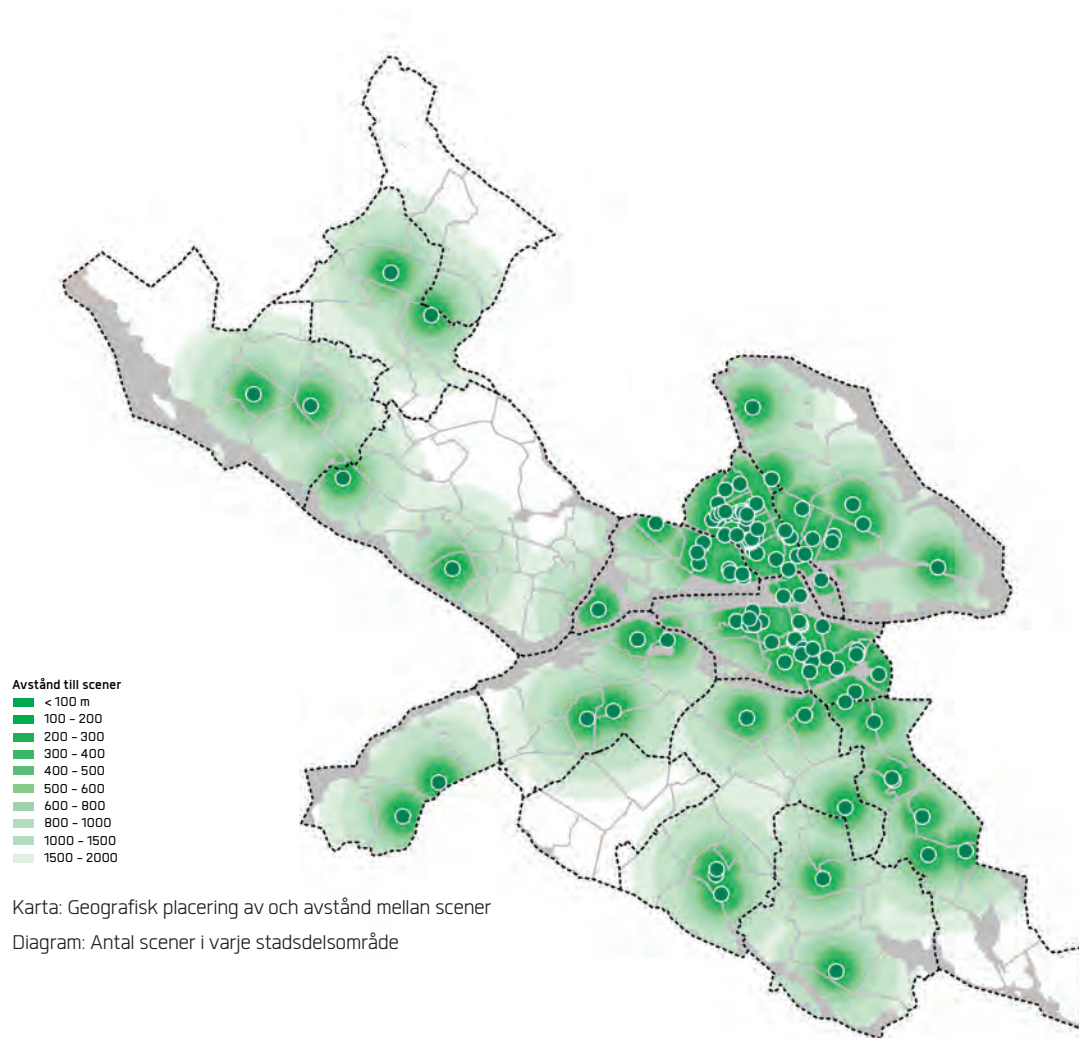 Avstånd till scener
< 100 m
100 – 200
200 – 300
300 – 400
400 – 500
500 – 600
600 – 800
800 – 1000
1000 – 1500
1500 – 2000
Karta: Geografisk placering av och avstånd mellan scener
Diagram: Antal scener i varje stadsdelsområde